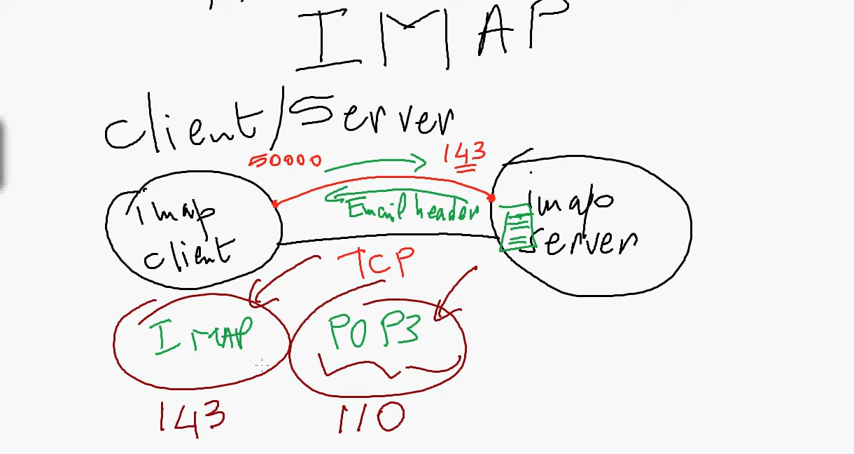 IMAP
Client/Server
50000
143
Email header
imap
client
imap
server
TCP
IMAP
POP3
143
110